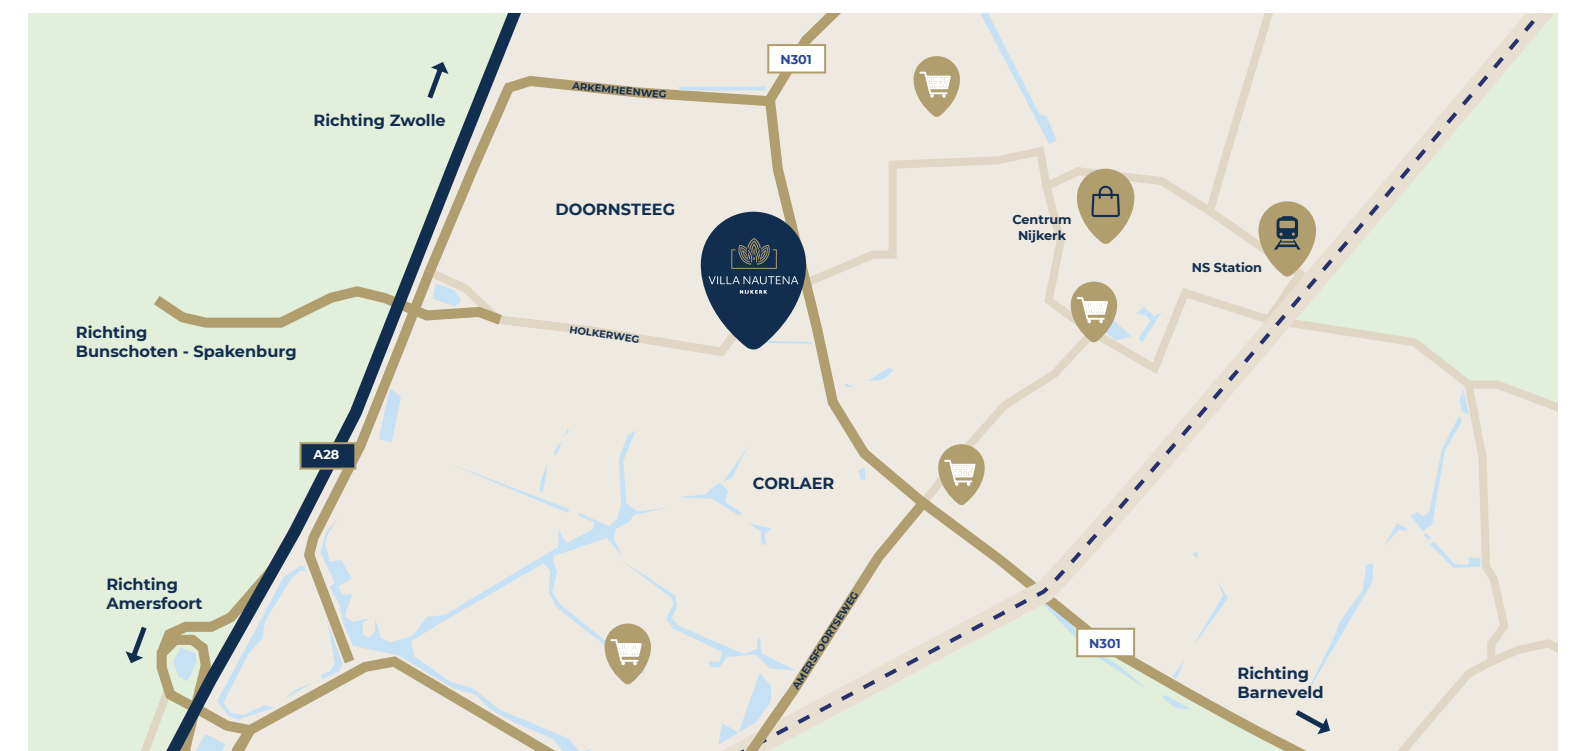 N301
ARKEMHEENWEG
Richting Zwolle
DOORNSTEEG
Centrum
Nijkerk
NS Station
VILLA NAUTENA
NIJKERK
Richting
Bunschoten - Spakenburg
HOLKERWEG
A28
CORLAER
Richting
Amersfoort
AMERSFOORTSEWEG
N301
Richting
Barneveld